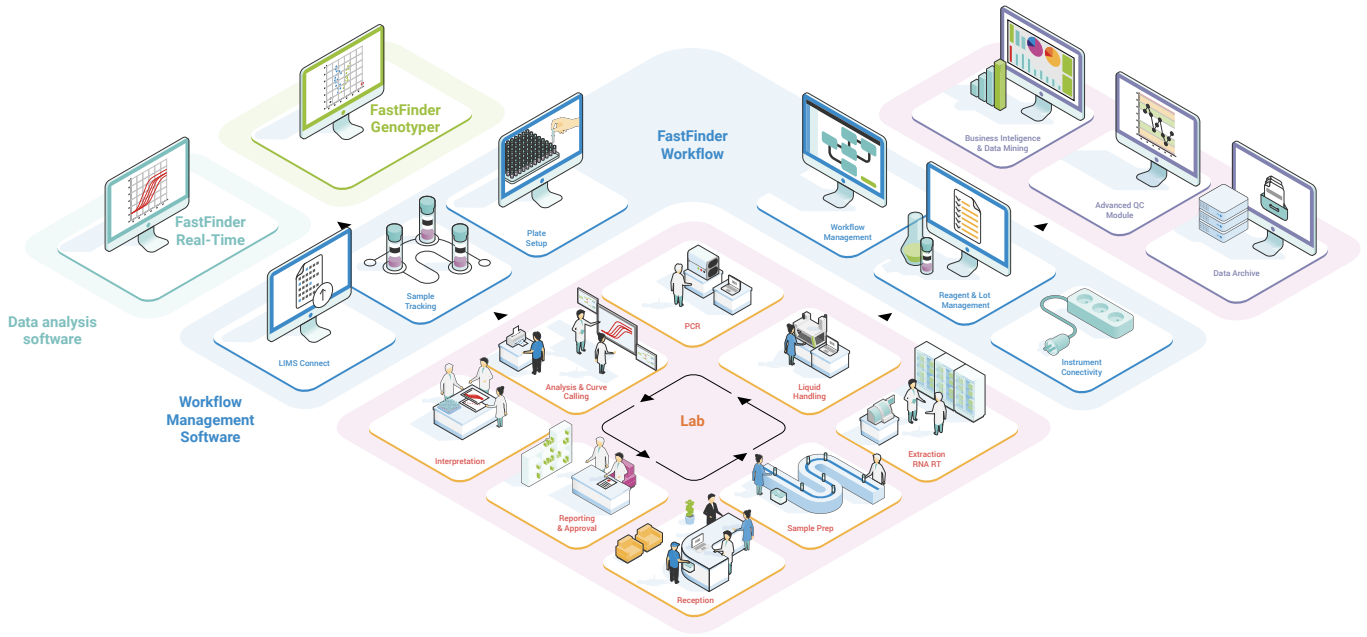 FastFinder
Genotyper
FastFinder
Real-Time
Data analysis
software
FastFinder
Workflow
Plate
Setup
Sample
Tracking
LIMS Connect
Workflow
Management
Software
Workflow
Management
Reagent & Lot
Management
Instrument
Conectivity
Business Inteligence
& Data Mining
Advanced QC
Module
Data Archive
PCR
Liquid
Handling
Analysis & Curve
Calling
Lab
Interpretation
Extraction
RNA RT
Reporting
& Approval
Sample Prep
Reception